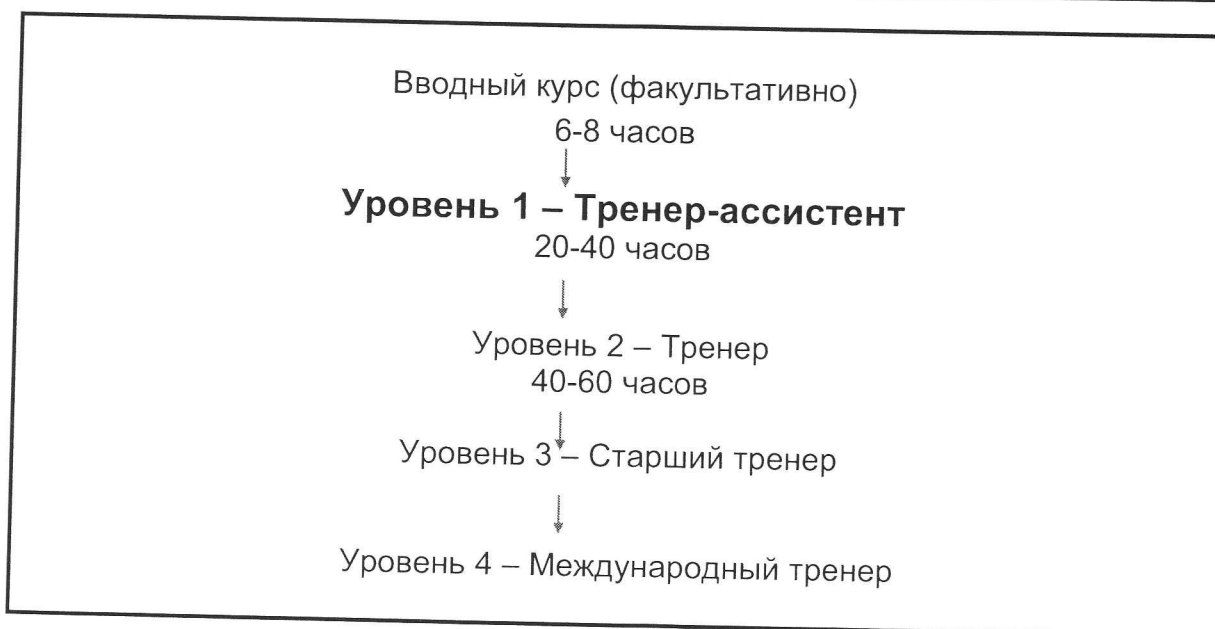 Вводный курс (факультативно)
6-8 часов
Уровень 1 – Тренер-ассистент
20-40 часов
Уровень 2 – Тренер
40-60 часов
Уровень 3 – Старший тренер
Уровень 4 – Международный тренер